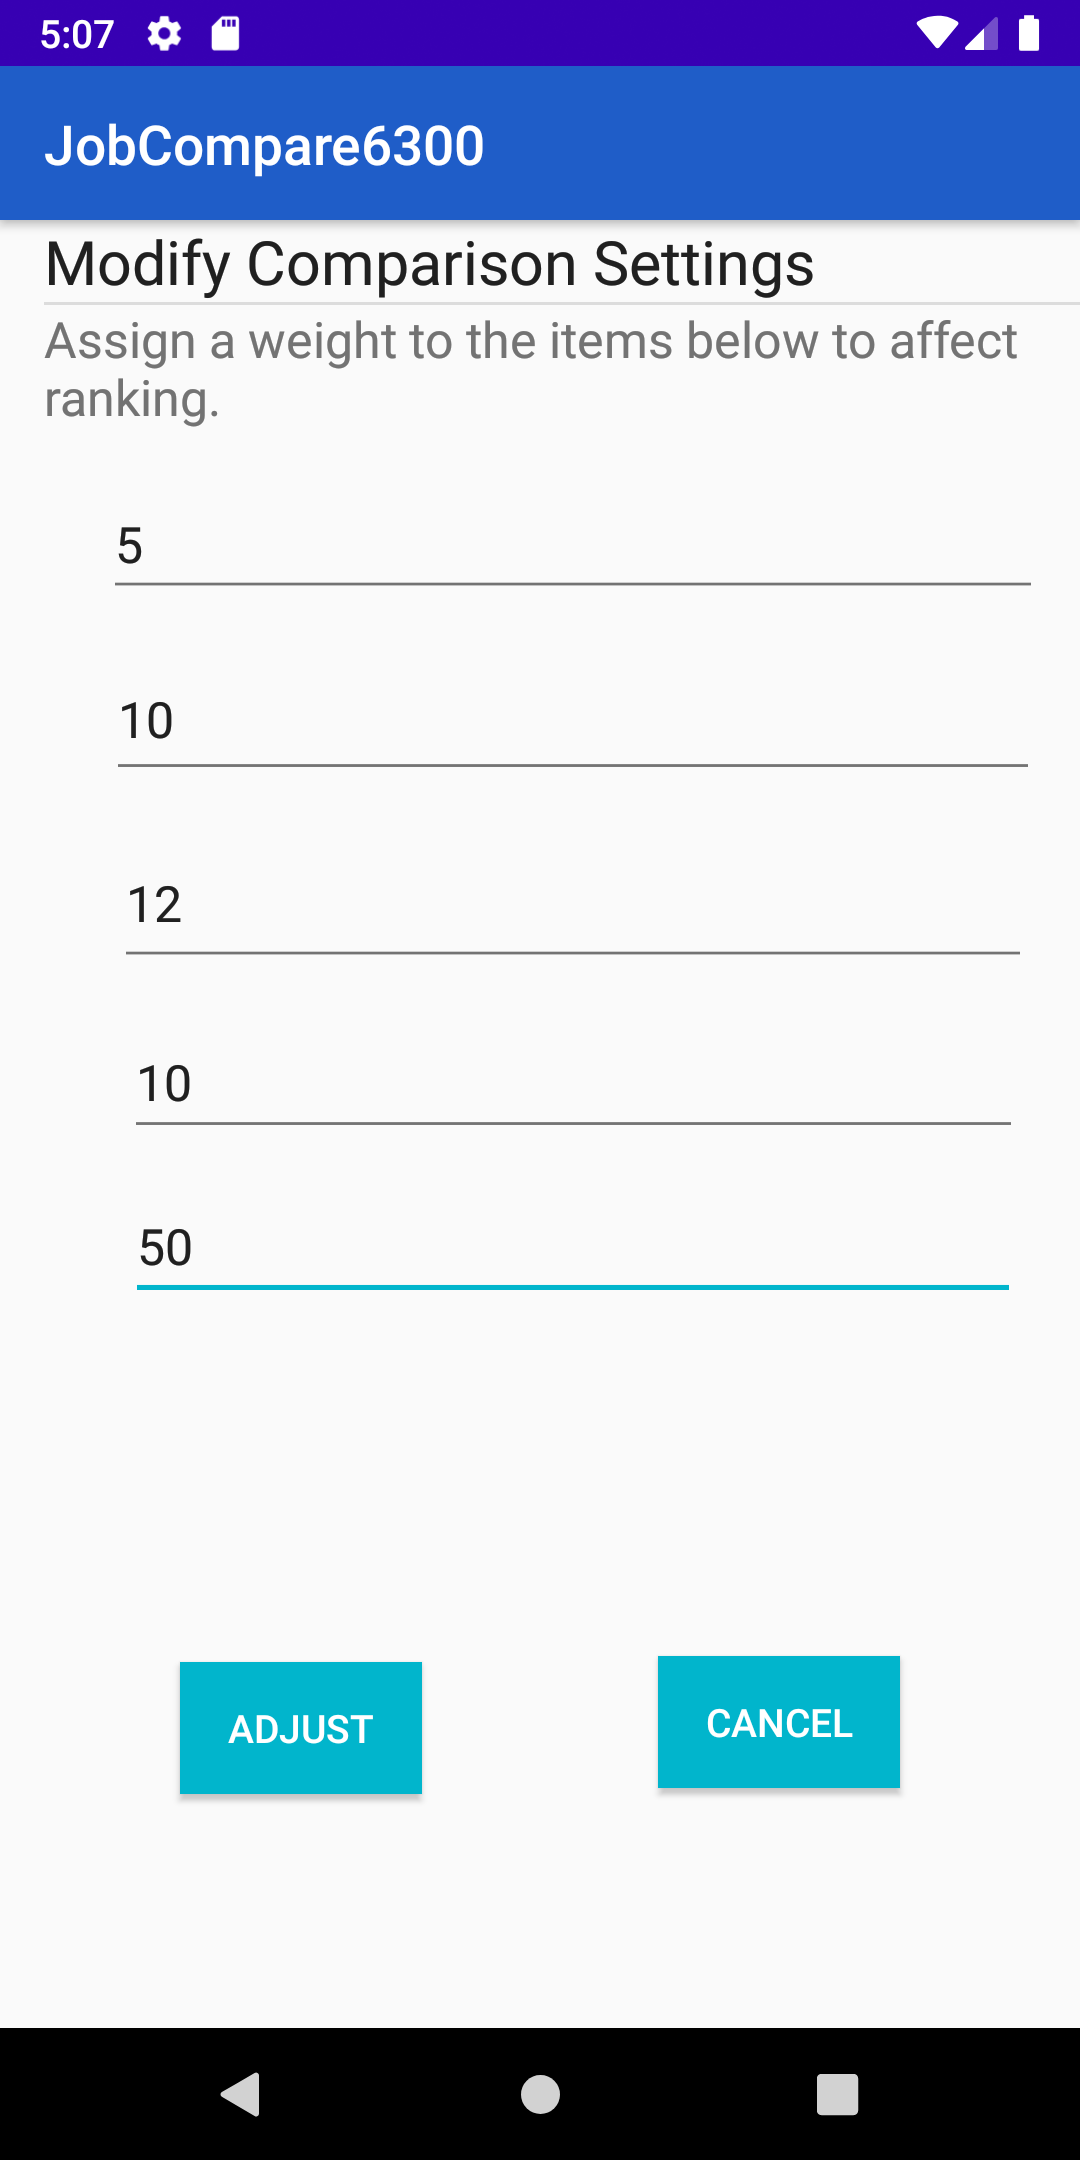 5:07
JobCompare6300
Modify Comparison Settings
Assign a weight to the items below to affect
ranking.
5
10
12
10
50
ADJUST
CANCEL